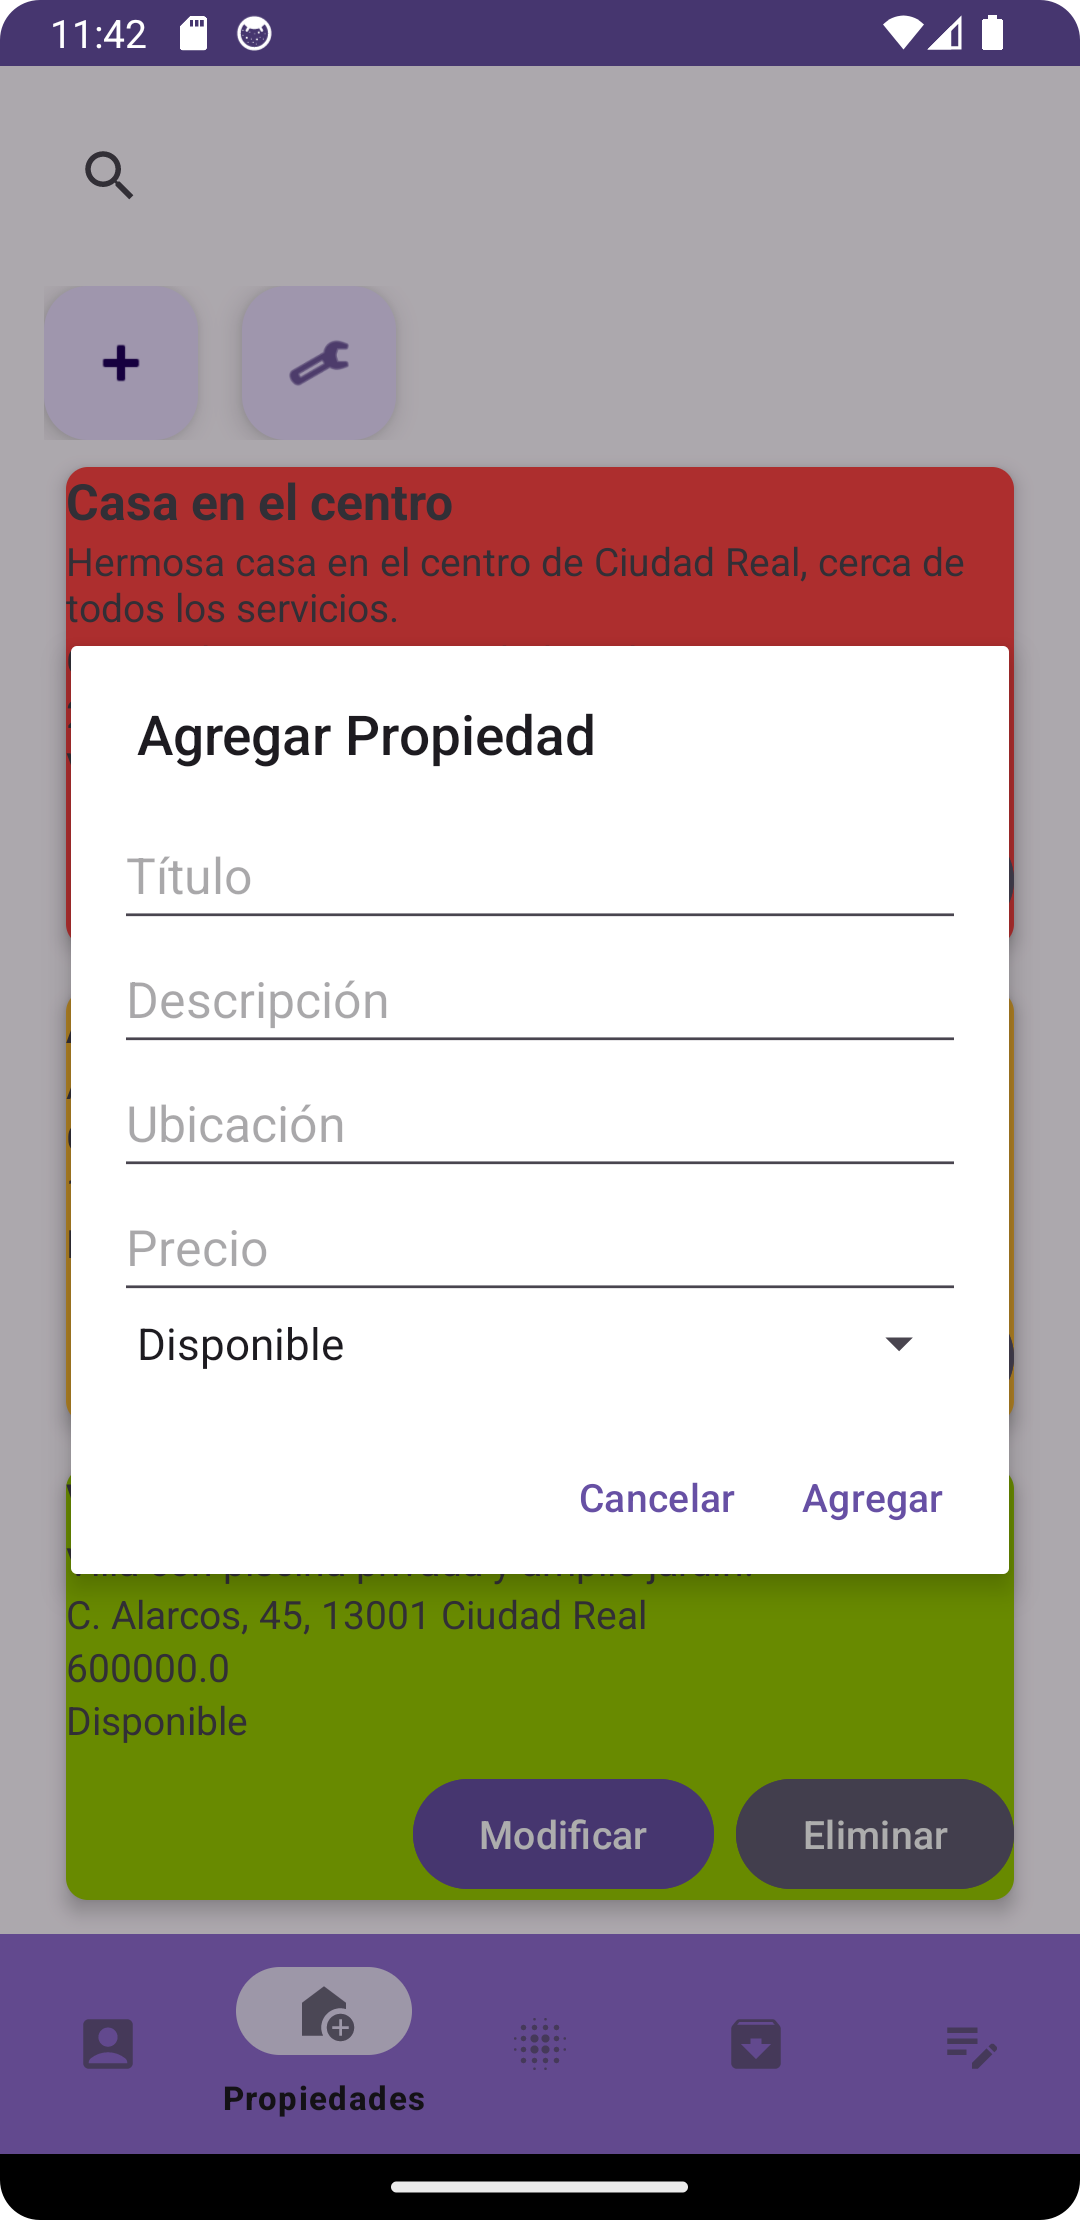 11:42
Casa en el centro
Hermosa casa en el centro de Ciudad Real, cerca de
todos los servicios.
Agregar Propiedad
Título
Descripción
Ubicación
Precio
Disponible
Cancelar Agregar
C. Alarcos, 45, 13001 Ciudad Real
600000.0
Disponible
Modificar Eliminar
Propiedades